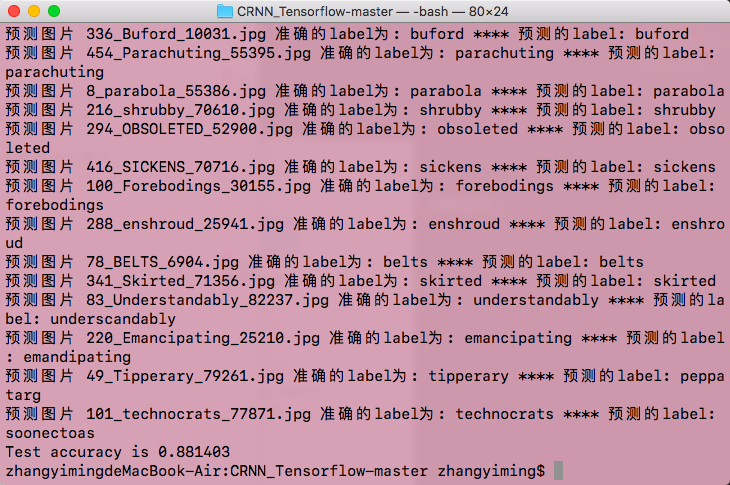 CRNN_Tensorflow-master — -bash — 80×24
预测图片 336_Buford_10031.jpg 准确的label为: buford **** 预测的label: buford
预测图片 454_Parachuting_55395.jpg 准确的label为: parachuting **** 预测的label:
parachuting
预测图片 8_parabola_55386.jpg 准确的label为: parabola **** 预测的label: parabola
预测图片 216_shrubby_70610.jpg 准确的label为: shrubby **** 预测的label: shrubby
预测图片 294_OBSOLETED_52900.jpg 准确的label为: obsoleted **** 预测的label: obso
leted
预测图片 416_SICKENS_70716.jpg 准确的label为: sickens **** 预测的label: sickens
预测图片 100_Forebodings_30155.jpg 准确的label为: forebodings **** 预测的label:
forebodings
预测图片 288_enshroud_25941.jpg 准确的label为: enshroud **** 预测的label: enshro
ud
预测图片 78_BELTS_6904.jpg 准确的label为: belts **** 预测的label: belts
预测图片 341_Skirted_71356.jpg 准确的label为: skirted **** 预测的label: skirted
预测图片 83_Understandably_82237.jpg 准确的label为: understandably **** 预测的la
bel: underscandably
预测图片 220_Emancipating_25210.jpg 准确的label为: emancipating **** 预测的label
: emandipating
预测图片 49_Tipperary_79261.jpg 准确的label为: tipperary **** 预测的label: peppa
targ
预测图片 101_technocrats_77871.jpg 准确的label为: technocrats **** 预测的label:
soonectoas
Test accuracy is 0.881403
zhangyimingdeMacBook-Air:CRNN_Tensorflow-master zhangyiming$